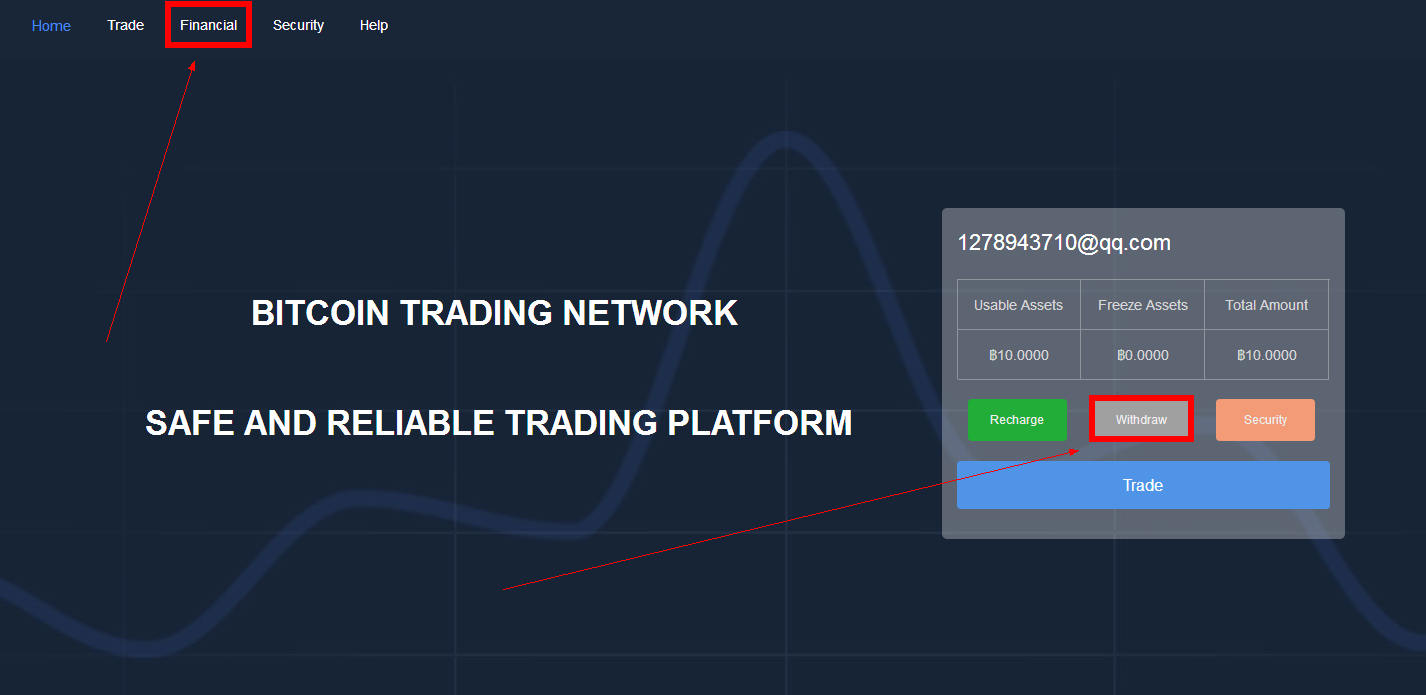 Home Trade Financial Security Help
1278943710@qq.com
BITCOIN TRADING NETWORK
SAFE AND RELIABLE TRADING PLATFORM
Usable Assets Freeze Assets Total Amount
฿10.0000 ฿0.0000 ฿10.0000
Recharge Withdraw Security
Trade